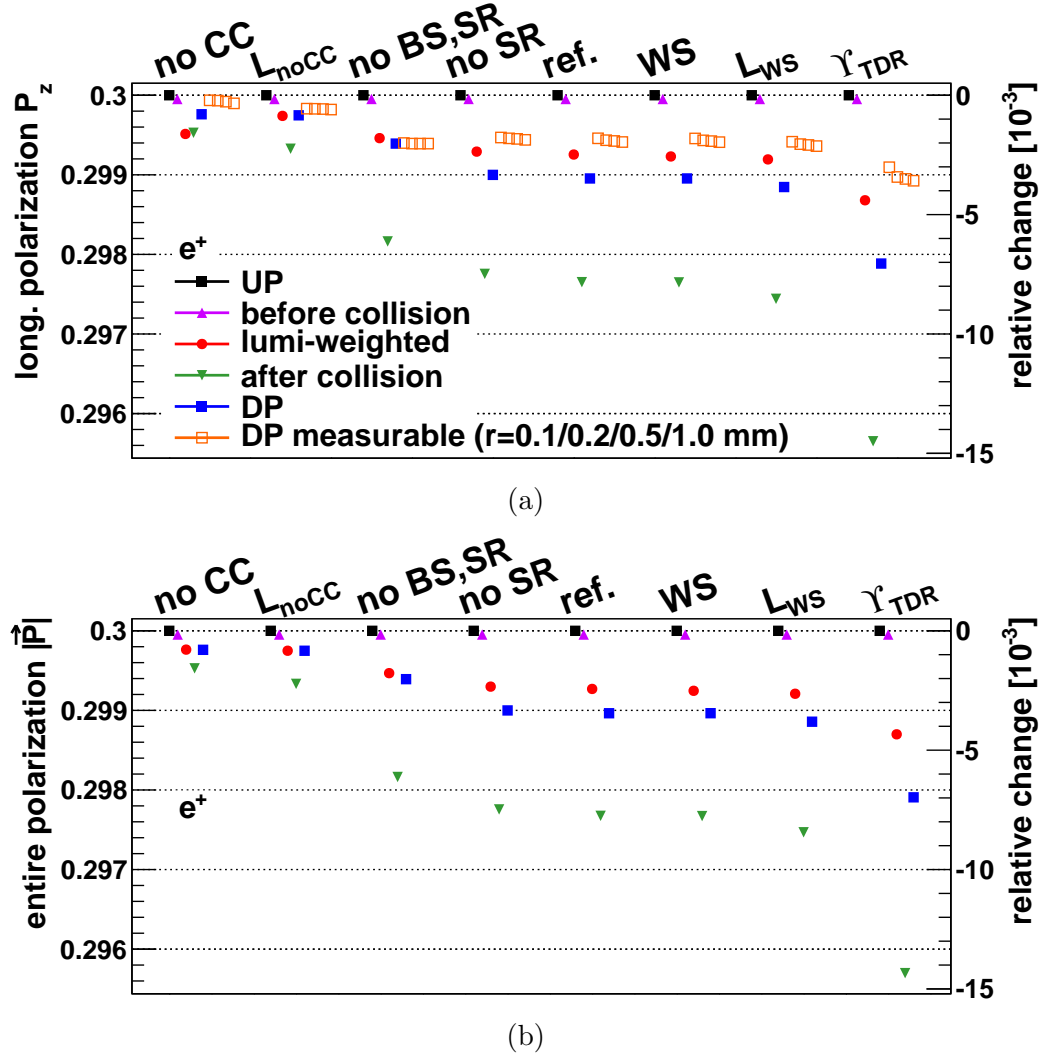 no CC L_noCC no BS,SR no SR ref. WS L_WS ϒ_TDR
long. polarization P_z
0.3
0.299
0.298
0.297
0.296
0
-5
-10
-15
relative change [10^-3]
e^+
UP
before collision
lumi-weighted
after collision
DP
DP measurable (r=0.1/0.2/0.5/1.0 mm)
(a)
no CC L_noCC no BS,SR no SR ref. WS L_WS ϒ_TDR
entire polarization |P⃗|
0.3
0.299
0.298
0.297
0.296
0
-5
-10
-15
relative change [10^-3]
e^+
(b)